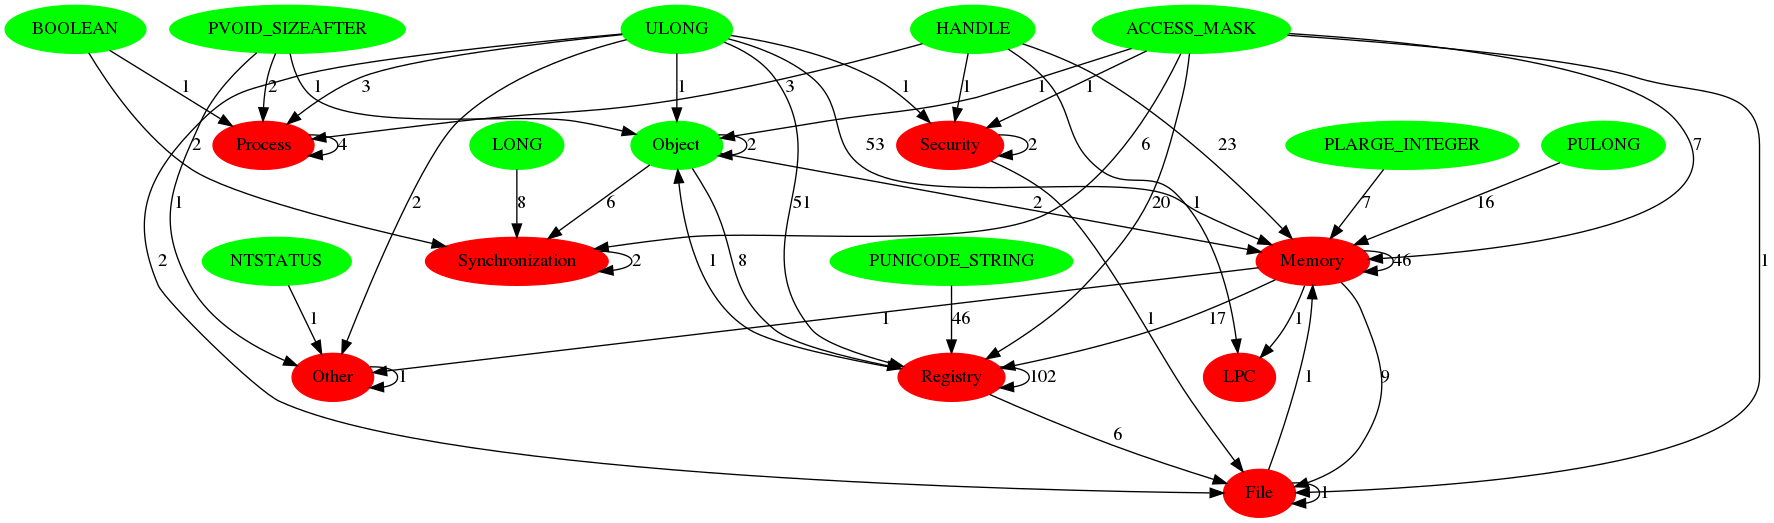 BOOLEAN PVOID_SIZEAFTER ULONG HANDLE ACCESS_MASK
1 2 1 3 1 3 1 1 1 1
Process 4 LONG Object 2 Security 2 PLARGE_INTEGER PULONG
2 53 6 23 7
1 2 8 6 51 2 20 1 7 16
2 NTSTATUS Synchronization 2 1 8 PUNICODE_STRING Memory 46 1
1 1 46 1 17 1
Other 1 Registry 102 LPC 1 9
6
File 1